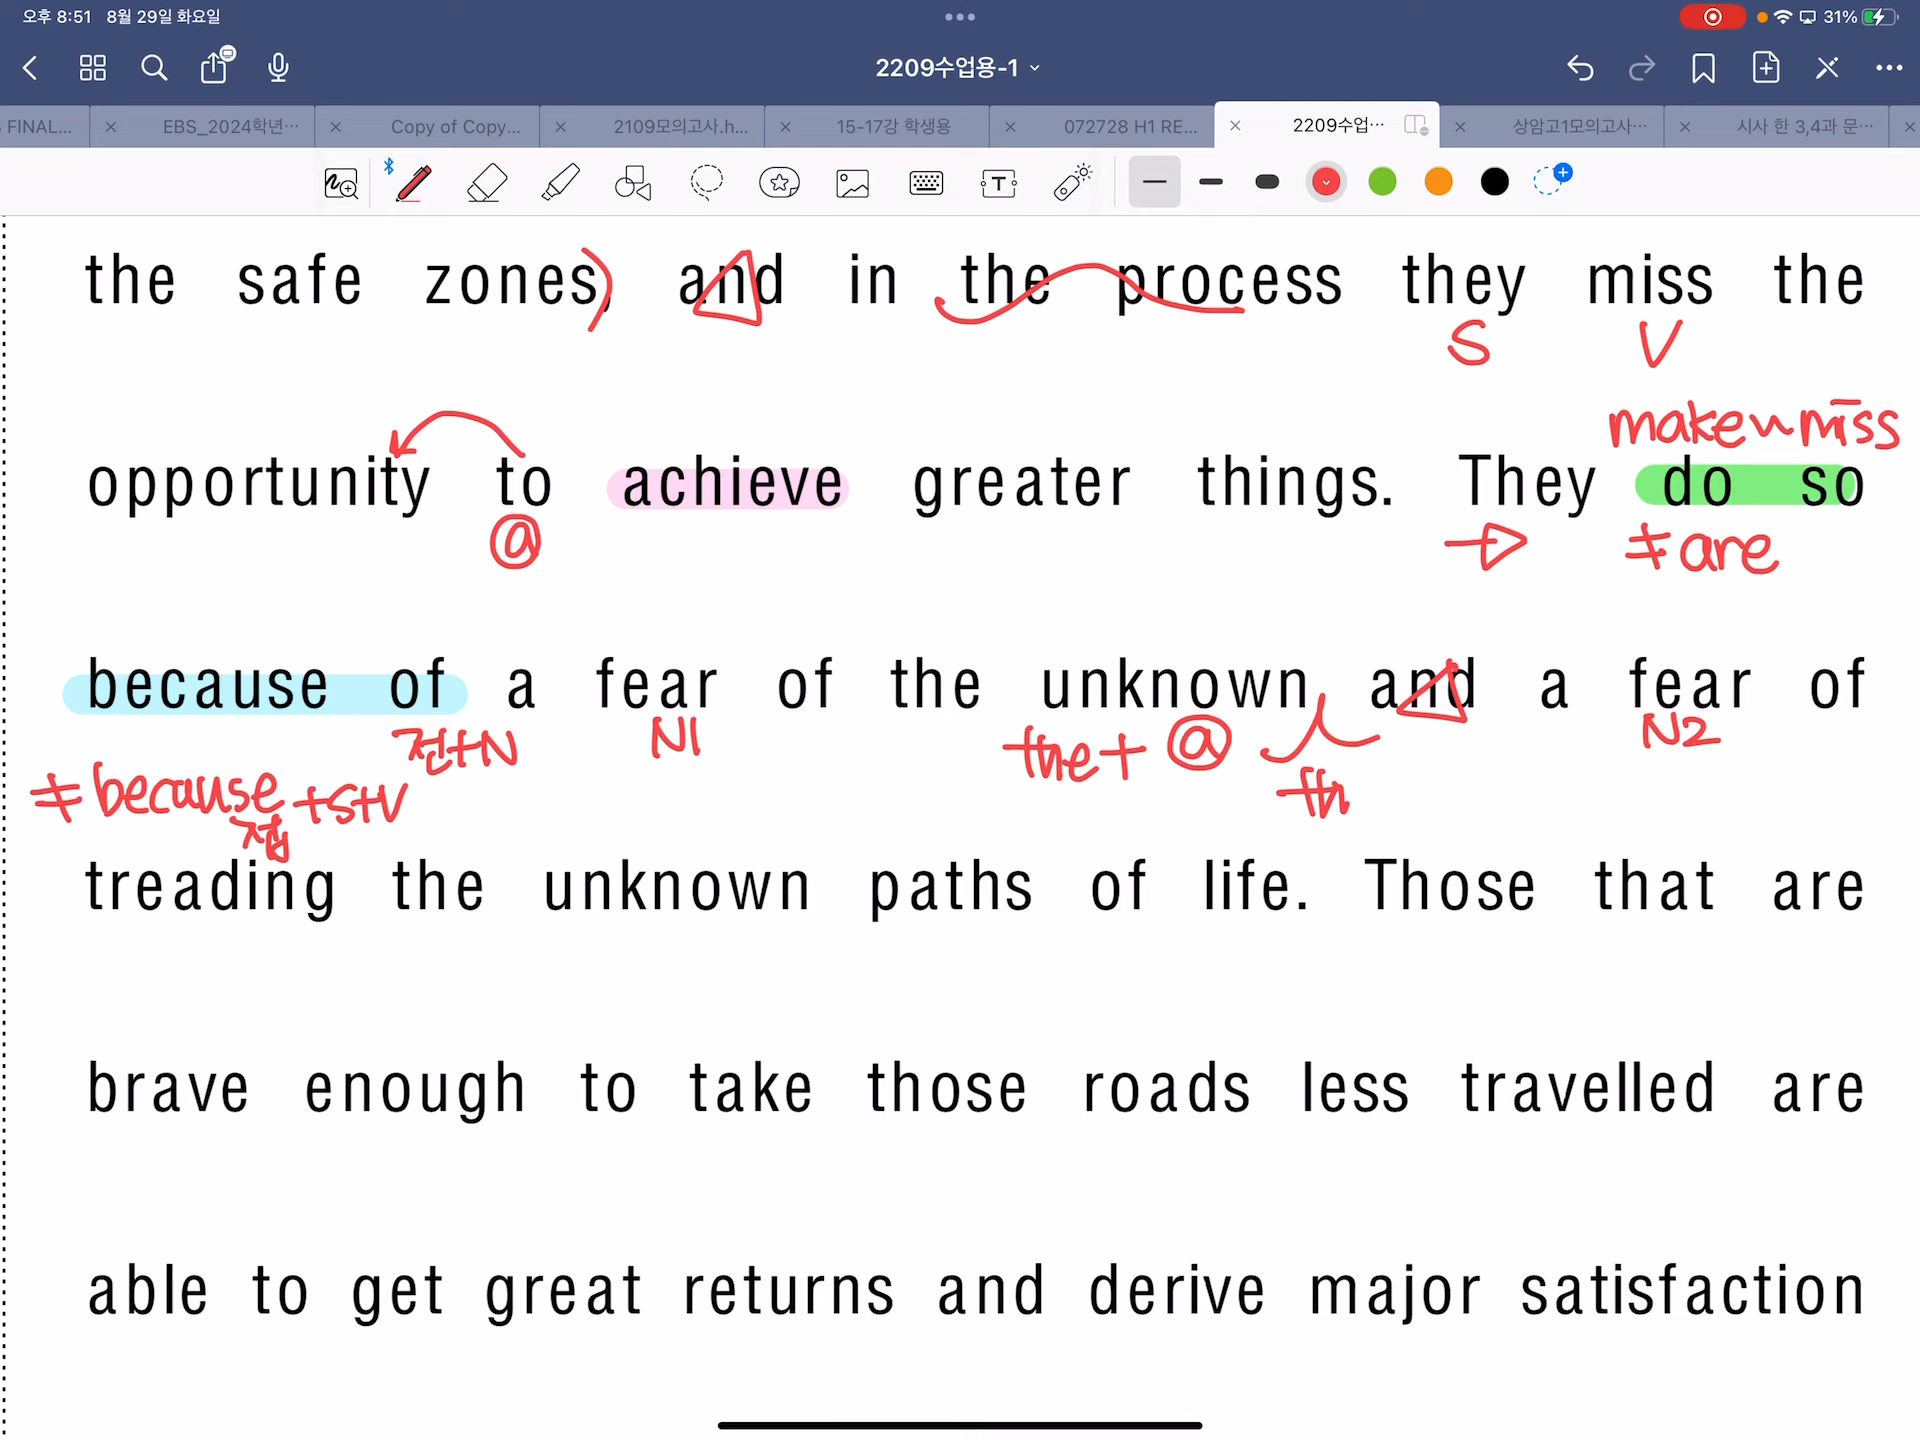 오후 8:51 8월 29일 화요일
31%
2209수업용-1
FINAL...
EBS_2024학년…
Copy of Copy...
2109모의고사.h...
15-17강 학생용
072728 H1 RE...
2209수업…
상암고1모의고사…
시사 한 3,4과 문…
the safe zones, and in the process they miss the
S V
make~miss
opportunity to achieve greater things. They do so
@ ≠are
because of a fear of the unknown and a fear of
전+N N1 the+@ th N2
≠because+S+V
접
treading the unknown paths of life. Those that are
brave enough to take those roads less travelled are
able to get great returns and derive major satisfaction